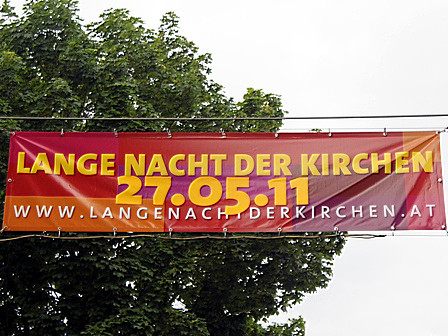 LANGE NACHT DER KIRCHEN
27.05.11
WWW.LANGENACHTDERKIRCHEN.AT